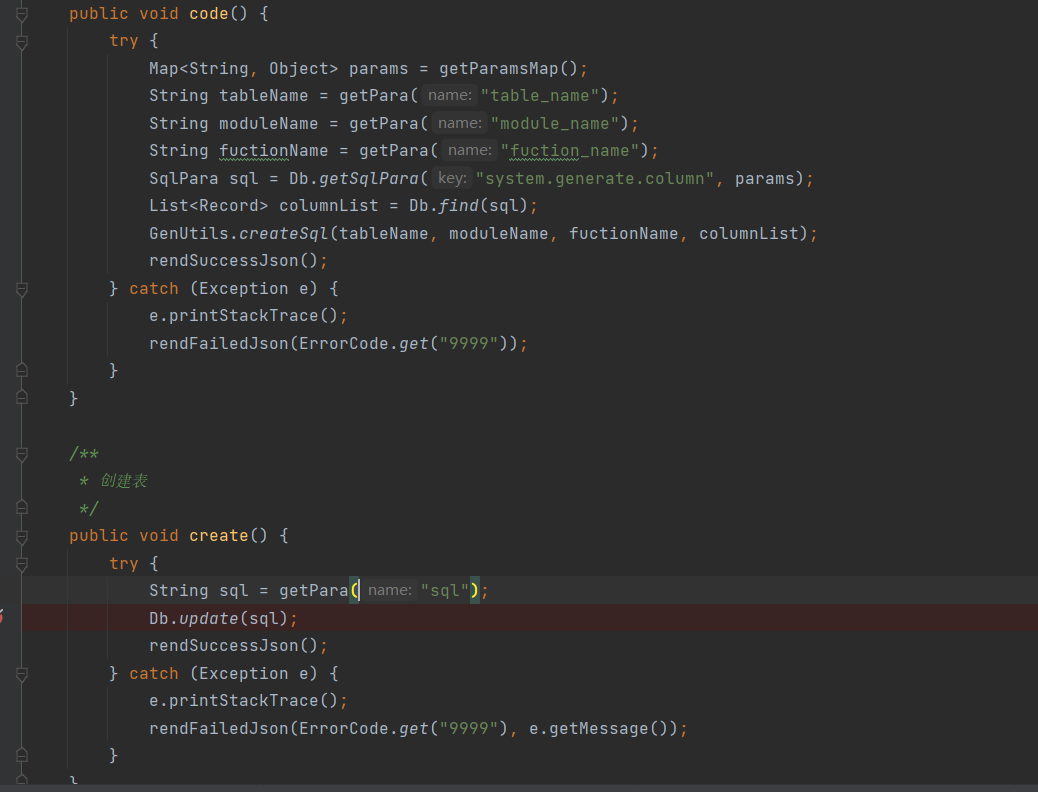 public void code() {
try {
Map<String, Object> params = getParamsMap();
String tableName = getPara( name: "table_name");
String moduleName = getPara( name: "module_name");
String fuctionName = getPara( name: "fuction_name");
SqlPara sql = Db.getSqlPara( key: "system.generate.column", params);
List<Record> columnList = Db.find(sql);
GenUtils.createSql(tableName, moduleName, fuctionName, columnList);
rendSuccessJson();
} catch (Exception e) {
e.printStackTrace();
rendFailedJson(ErrorCode.get("9999"));
}
}
/**
* 创建表
*/
public void create() {
try {
String sql = getPara( name: "sql");
Db.update(sql);
rendSuccessJson();
} catch (Exception e) {
e.printStackTrace();
rendFailedJson(ErrorCode.get("9999"), e.getMessage());
}
}